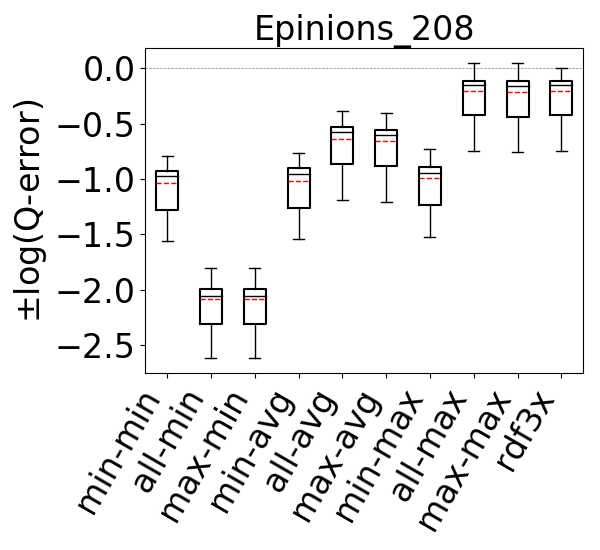 Epinions_208
±log(Q-error)
0.0
−0.5
−1.0
−1.5
−2.0
−2.5
min-min
all-min
max-min
min-avg
all-avg
max-avg
min-max
all-max
max-max
rdf3x